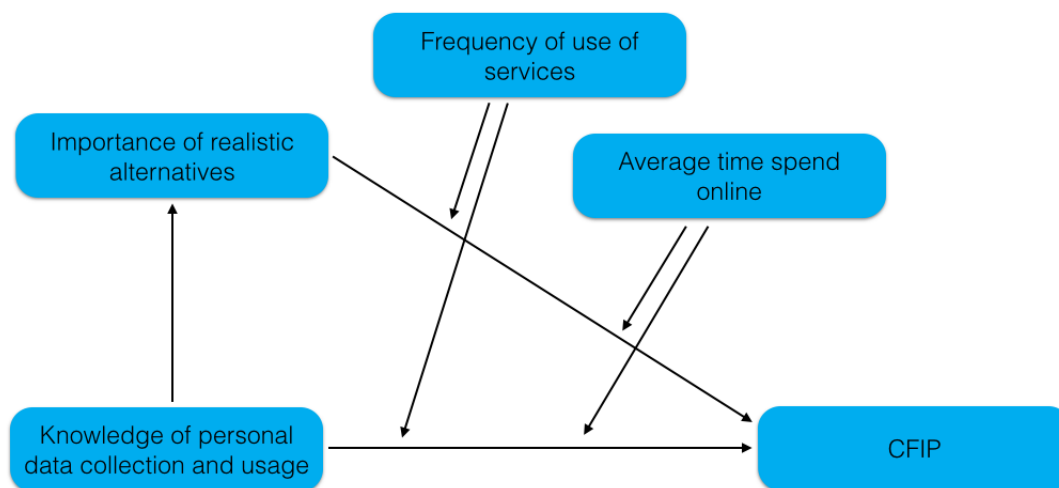 Frequency of use of
services
Importance of realistic
alternatives
Average time spend
online
Knowledge of personal
data collection and usage
CFIP